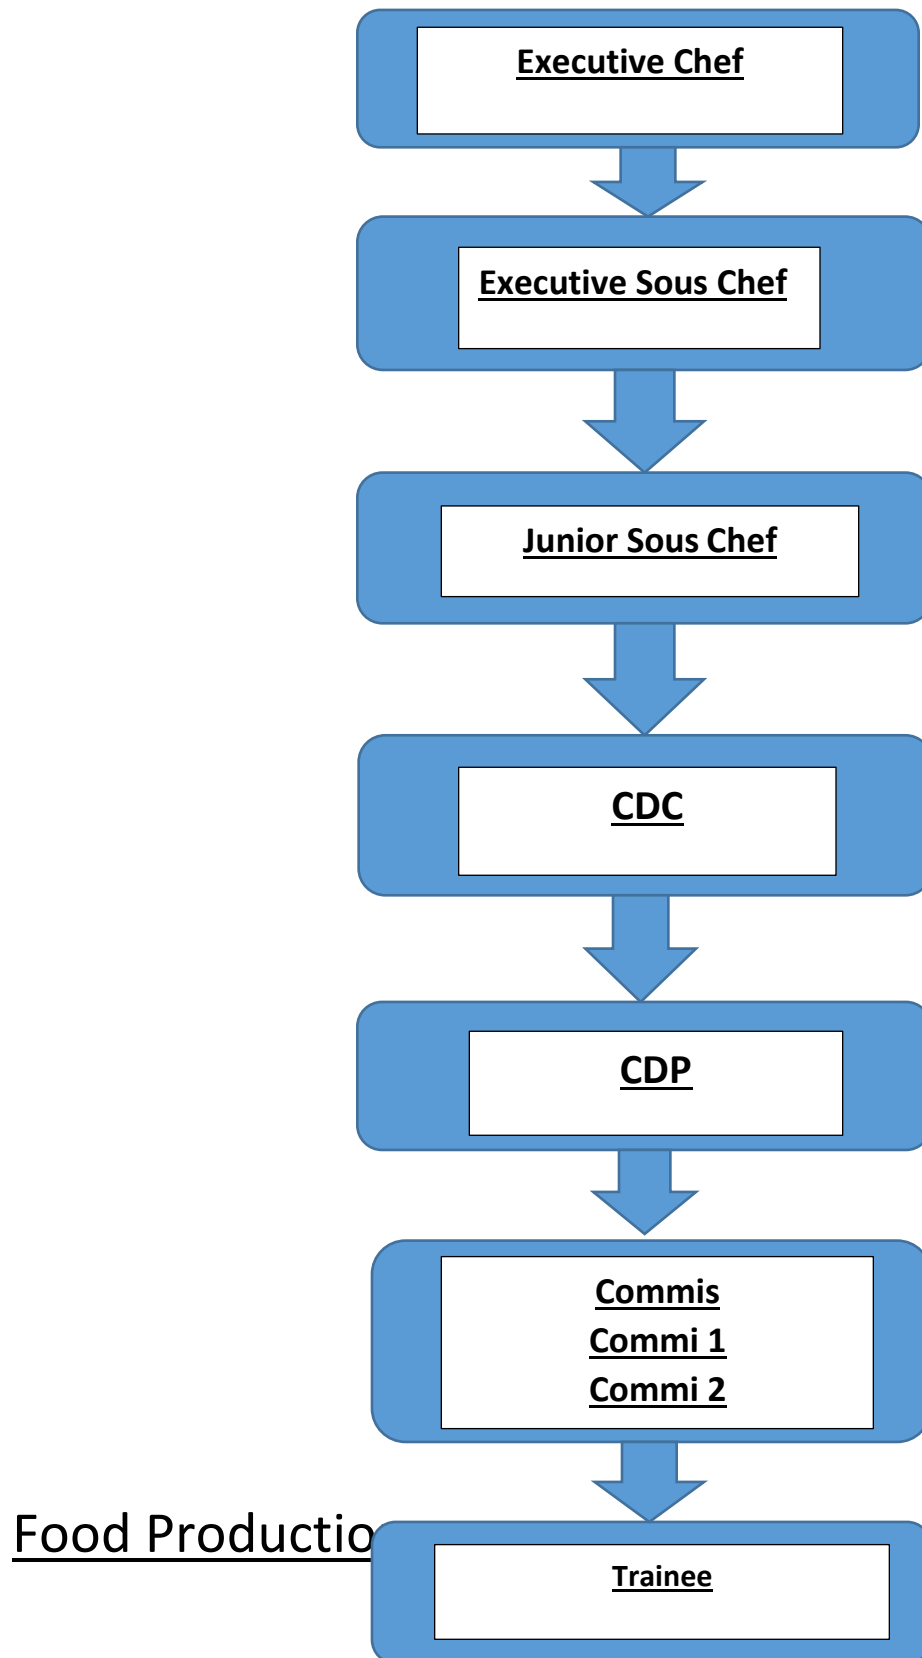 Executive Chef
Executive Sous Chef
Junior Sous Chef
CDC
CDP
Commis
Commi 1
Commi 2
Food Productio
Trainee